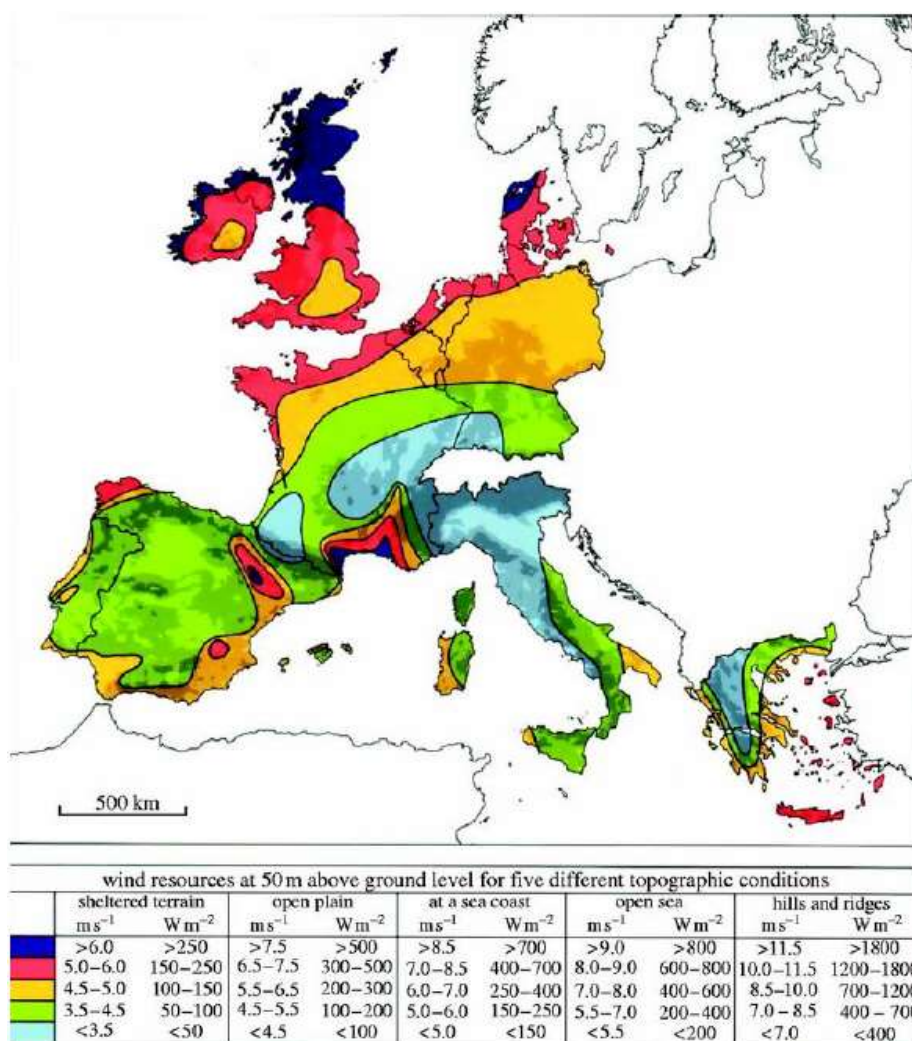 500 km
wind resources at 50 m above ground level for five different topographic conditions
sheltered terrain open plain at a sea coast open sea hills and ridges
m s⁻¹ W m⁻² m s⁻¹ W m⁻² m s⁻¹ W m⁻² m s⁻¹ W m⁻² m s⁻¹ W m⁻²
>6.0 >250 >7.5 >500 >8.5 >700 >9.0 >800 >11.5 >1800
5.0–6.0 150–250 6.5–7.5 300–500 7.0–8.5 400–700 8.0–9.0 600–800 10.0–11.5 1200–1800
4.5–5.0 100–150 5.5–6.5 200–300 6.0–7.0 250–400 7.0–8.0 400–600 8.5–10.0 700–1200
3.5–4.5 50–100 4.5–5.5 100–200 5.0–6.0 150–250 5.5–7.0 200–400 7.0–8.5 400–700
<3.5 <50 <4.5 <100 <5.0 <150 <5.5 <200 <7.0 <400